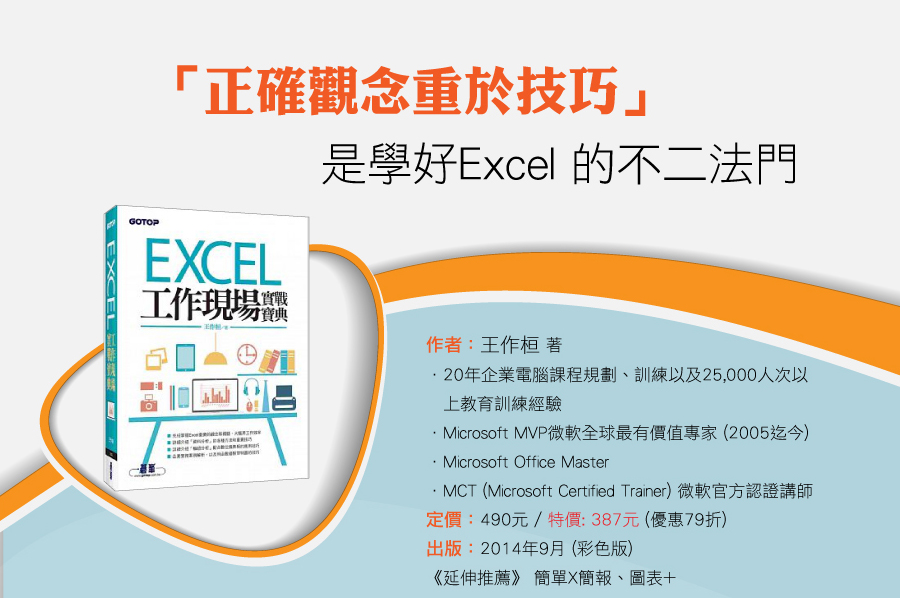 「正確觀念重於技巧」
是學好Excel 的不二法門
GOTOP
EXCEL
工作現場實戰寶典
王作桓 著
EXCEL
碁峯
作者：王作桓 著
．20年企業電腦課程規劃、訓練以及25,000人次以
上教育訓練經驗
．Microsoft MVP微軟全球最有價值專家 (2005迄今)
．Microsoft Office Master
．MCT (Microsoft Certified Trainer) 微軟官方認證講師
定價：490元 / 特價: 387元 (優惠79折)
出版：2014年9月 (彩色版)
《延伸推薦》 簡單X簡報、圖表+